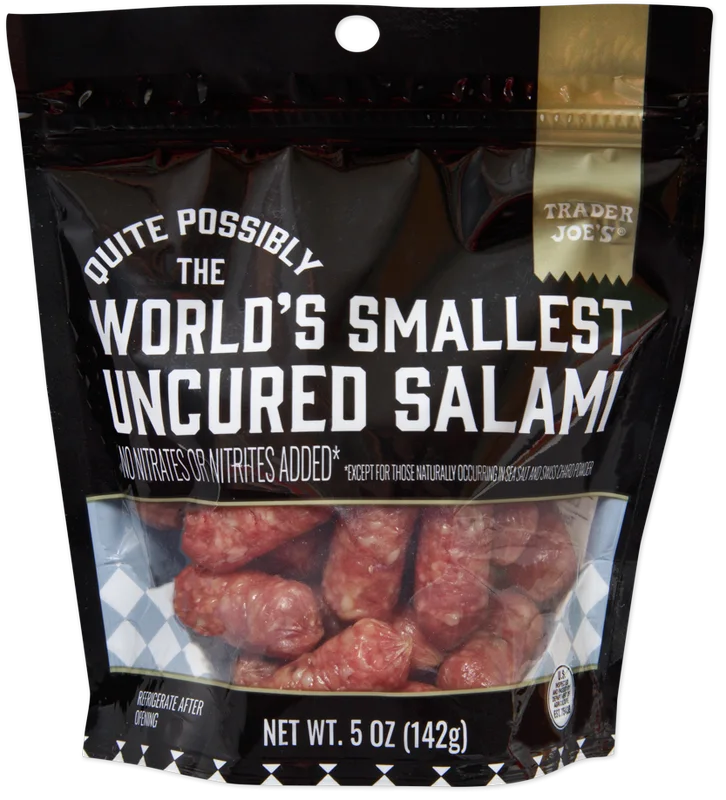 TRADER
JOE'S®
QUITE POSSIBLY
THE
WORLD'S SMALLEST
UNCURED SALAMI
NO NITRATES OR NITRITES ADDED* *EXCEPT FOR THOSE NATURALLY OCCURRING IN SEA SALT AND SWISS CHARD POWDER
REFRIGERATE AFTER
OPENING
NET WT. 5 OZ (142g)
U.S.